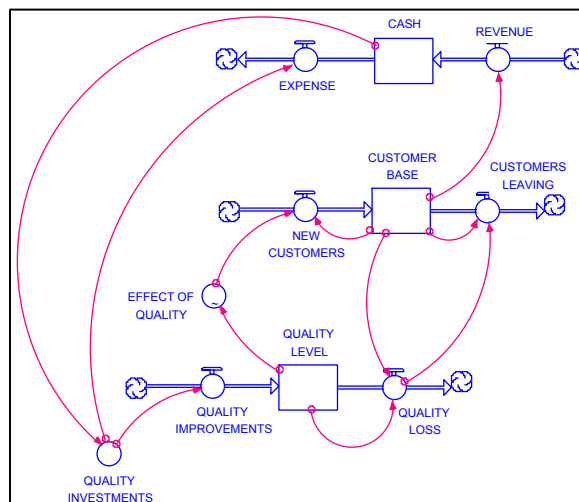 CASH
REVENUE
EXPENSE
CUSTOMER
BASE
CUSTOMERS
LEAVING
NEW
CUSTOMERS
EFFECT OF
QUALITY
~
QUALITY
LEVEL
QUALITY
IMPROVEMENTS
QUALITY
LOSS
QUALITY
INVESTMENTS